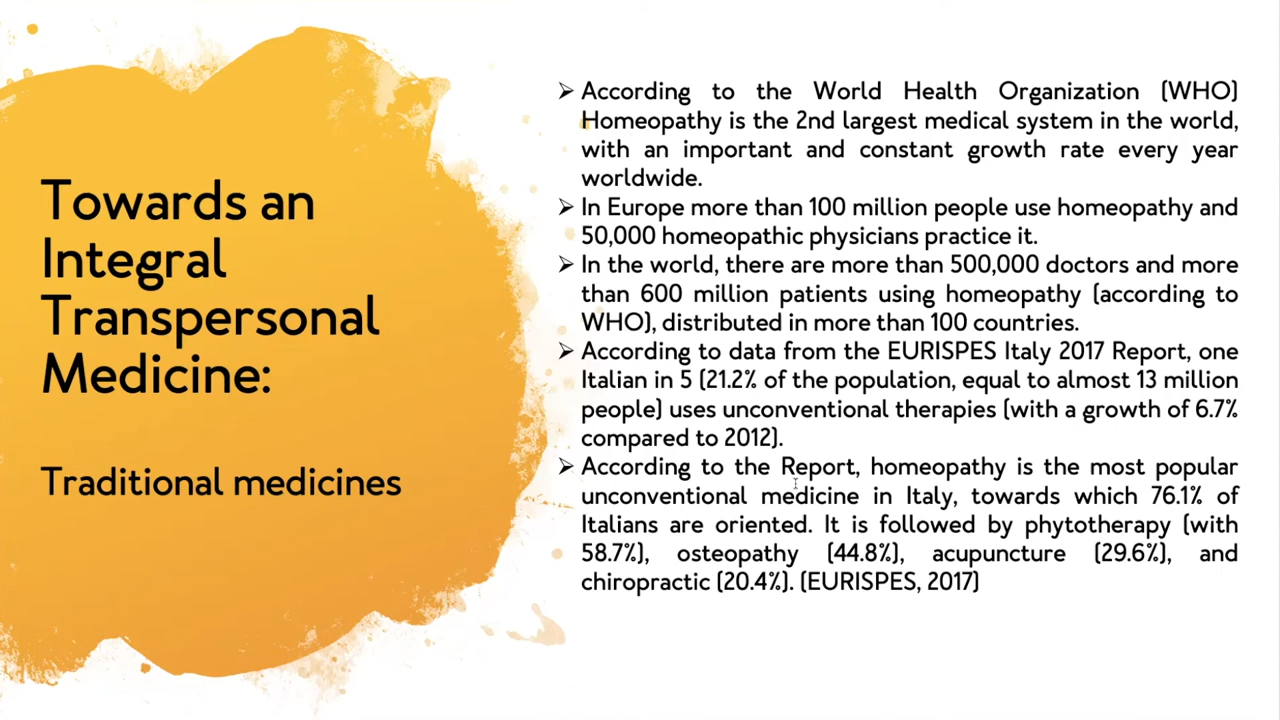 Towards an
Integral
Transpersonal
Medicine:
Traditional medicines
➢ According to the World Health Organization (WHO)
Homeopathy is the 2nd largest medical system in the world,
with an important and constant growth rate every year
worldwide.
➢ In Europe more than 100 million people use homeopathy and
50,000 homeopathic physicians practice it.
➢ In the world, there are more than 500,000 doctors and more
than 600 million patients using homeopathy (according to
WHO), distributed in more than 100 countries.
➢ According to data from the EURISPES Italy 2017 Report, one
Italian in 5 (21.2% of the population, equal to almost 13 million
people) uses unconventional therapies (with a growth of 6.7%
compared to 2012).
➢ According to the Report, homeopathy is the most popular
unconventional medicine in Italy, towards which 76.1% of
Italians are oriented. It is followed by phytotherapy (with
58.7%), osteopathy (44.8%), acupuncture (29.6%), and
chiropractic (20.4%). (EURISPES, 2017)